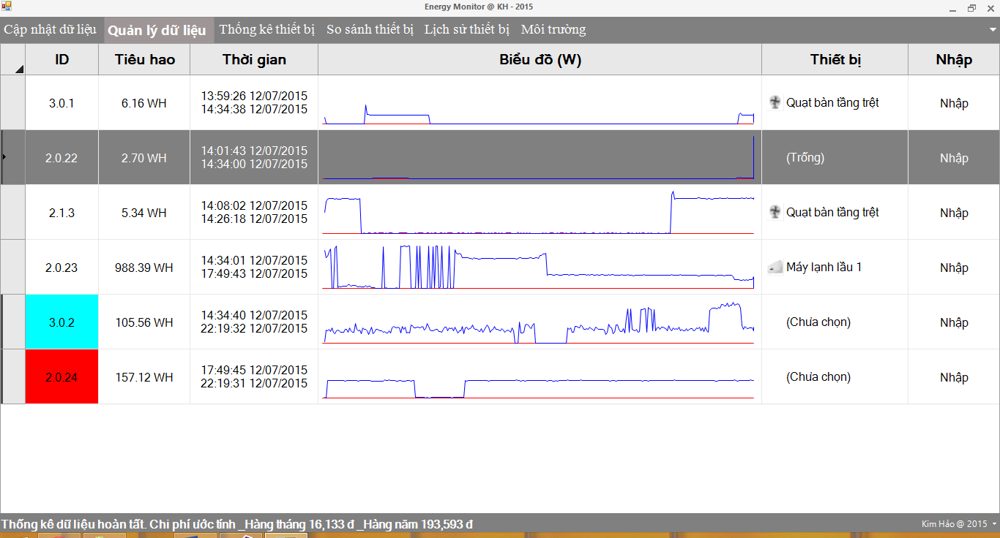 Energy Monitor @ KH - 2015
Cập nhật dữ liệu Quản lý dữ liệu Thống kê thiết bị So sánh thiết bị Lịch sử thiết bị Môi trường
ID Tiêu hao Thời gian Biểu đồ (W) Thiết bị Nhập
3.0.1 6.16 WH 13:59:26 12/07/2015 Quạt bàn tầng trệt Nhập
14:34:38 12/07/2015
2.0.22 2.70 WH 14:01:43 12/07/2015 (Trống) Nhập
14:34:00 12/07/2015
2.1.3 5.34 WH 14:08:02 12/07/2015 Quạt bàn tầng trệt Nhập
14:26:18 12/07/2015
2.0.23 988.39 WH 14:34:01 12/07/2015 Máy lạnh lầu 1 Nhập
17:49:43 12/07/2015
3.0.2 105.56 WH 14:34:40 12/07/2015 (Chưa chọn) Nhập
22:19:32 12/07/2015
2.0.24 157.12 WH 17:49:45 12/07/2015 (Chưa chọn) Nhập
22:19:31 12/07/2015
Thống kê dữ liệu hoàn tất. Chi phí ước tính _Hàng tháng 16,133 đ _Hàng năm 193,593 đ
Kim Hảo @ 2015